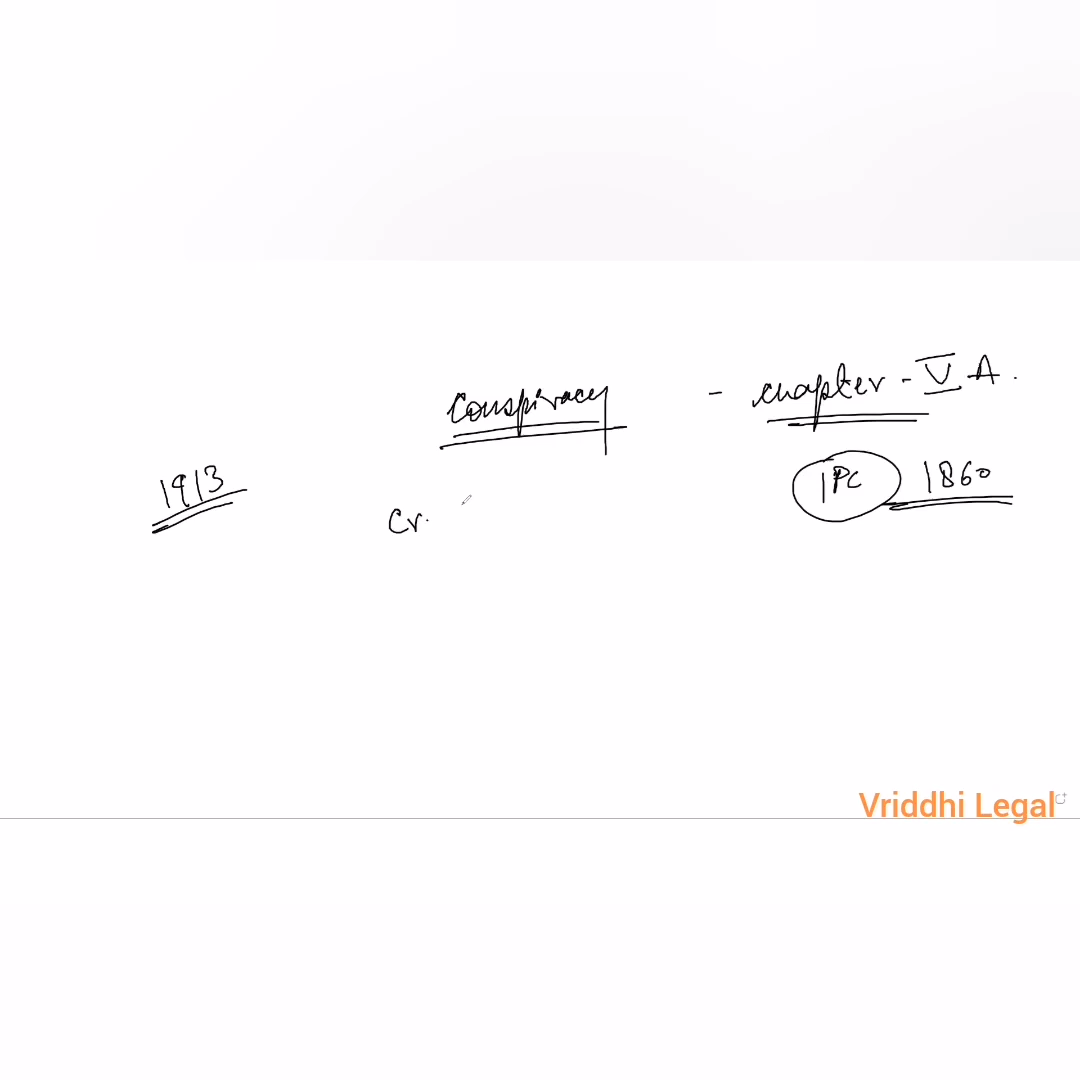 Conspiracy - chapter - V A.
1913
IPC 1860
Cr.
Vriddhi Legal